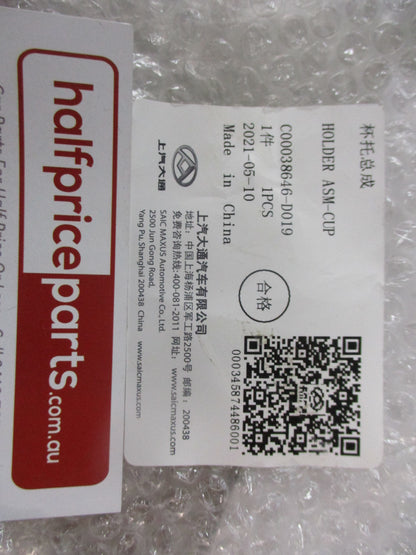 halfpriceparts.com.au
杯托总成
HOLDER ASM-CUP
C00038646-D019
1件 1PCS
2021-05-10
Made in China
合格
000345874486001
上汽大通
上汽大通汽车有限公司
地址：中国上海杨浦区军工路2500号 邮编：200438
免费咨询热线:400-081-2011 网址：www.saicmaxus.com
SAIC MAXUS Automotive Co., Ltd.
2500 Jun Gong Road,
Yang Pu, Shanghai 200438 China www.saicmaxus.com